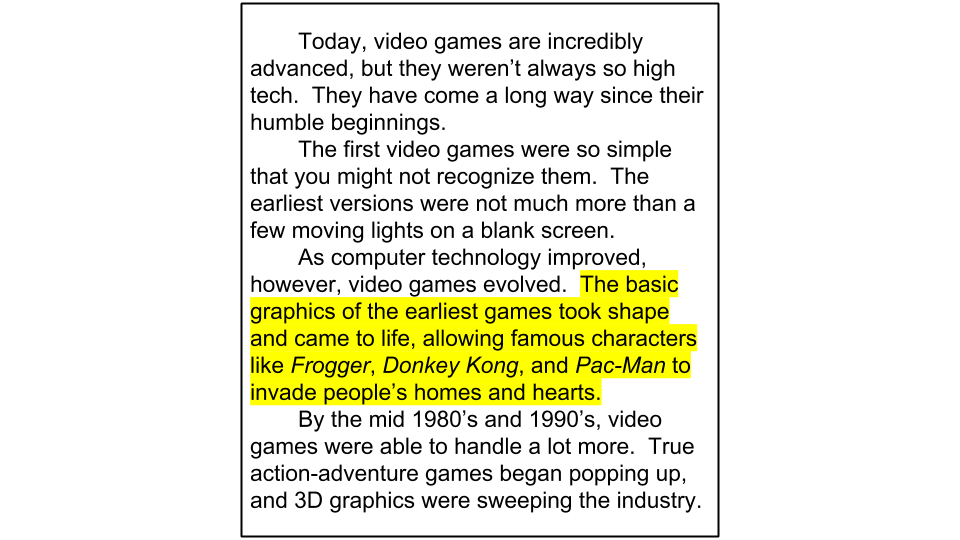 Today, video games are incredibly
advanced, but they weren’t always so high
tech.  They have come a long way since their
humble beginnings.
The first video games were so simple
that you might not recognize them.  The
earliest versions were not much more than a
few moving lights on a blank screen.
As computer technology improved,
however, video games evolved.  The basic
graphics of the earliest games took shape
and came to life, allowing famous characters
like Frogger, Donkey Kong, and Pac-Man to
invade people’s homes and hearts.
By the mid 1980’s and 1990’s, video
games were able to handle a lot more.  True
action-adventure games began popping up,
and 3D graphics were sweeping the industry.